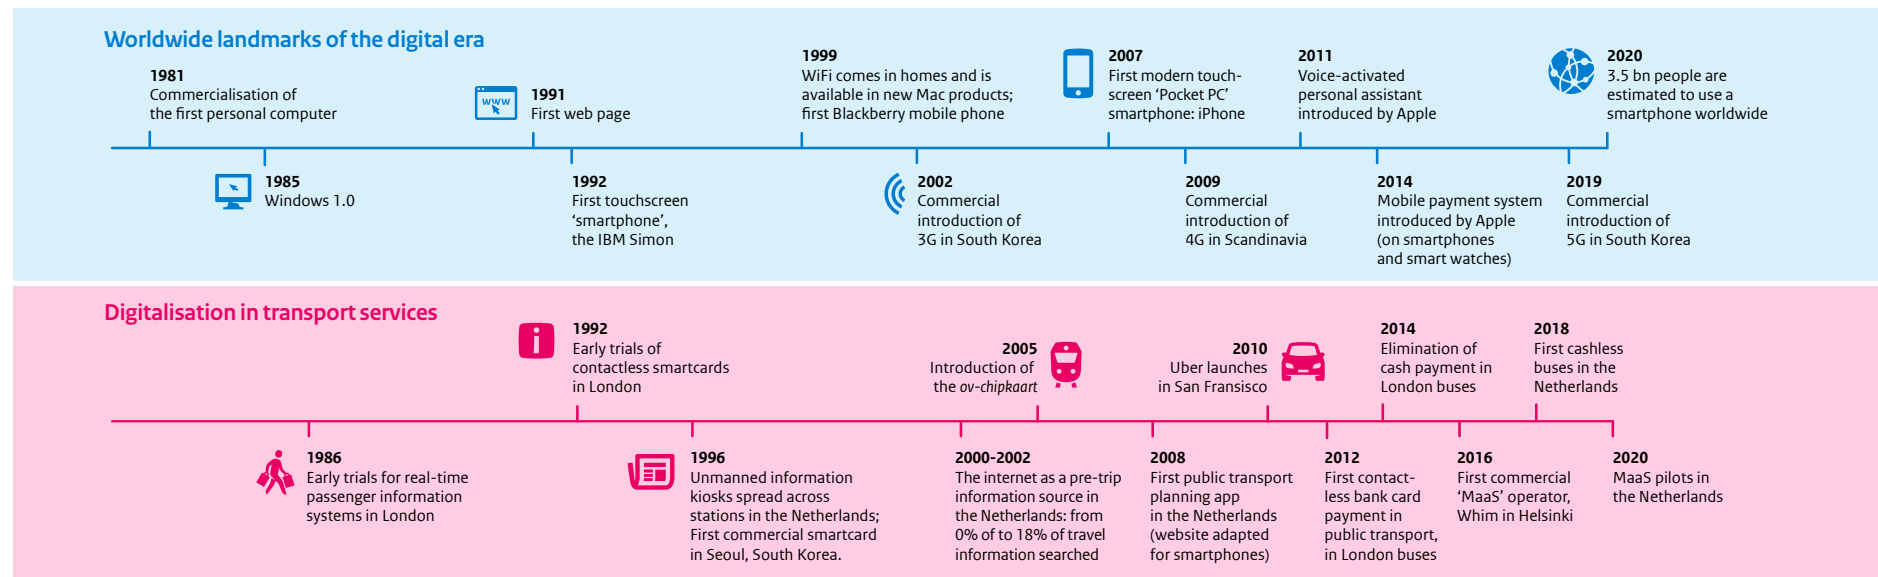 Worldwide landmarks of the digital era
1981
Commercialisation of
the first personal computer
1985
Windows 1.0
www
1991
First web page
1992
First touchscreen
‘smartphone’,
the IBM Simon
1999
WiFi comes in homes and is
available in new Mac products;
first Blackberry mobile phone
2002
Commercial
introduction of
3G in South Korea
2007
First modern touch-
screen ‘Pocket PC’
smartphone: iPhone
2009
Commercial
introduction of
4G in Scandinavia
2011
Voice-activated
personal assistant
introduced by Apple
2014
Mobile payment system
introduced by Apple
(on smartphones
and smart watches)
2019
Commercial
introduction of
5G in South Korea
2020
3.5 bn people are
estimated to use a
smartphone worldwide
Digitalisation in transport services
1986
Early trials for real-time
passenger information
systems in London
i
1992
Early trials of
contactless smartcards
in London
1996
Unmanned information
kiosks spread across
stations in the Netherlands;
First commercial smartcard
in Seoul, South Korea.
2000-2002
The internet as a pre-trip
information source in
the Netherlands: from
0% of to 18% of travel
information searched
2005
Introduction of
the ov-chipkaart
2008
First public transport
planning app
in the Netherlands
(website adapted
for smartphones)
2010
Uber launches
in San Fransisco
2012
First contact-
less bank card
payment in
public transport,
in London buses
2014
Elimination of
cash payment in
London buses
2016
First commercial
‘MaaS’ operator,
Whim in Helsinki
2018
First cashless
buses in the
Netherlands
2020
MaaS pilots in
the Netherlands